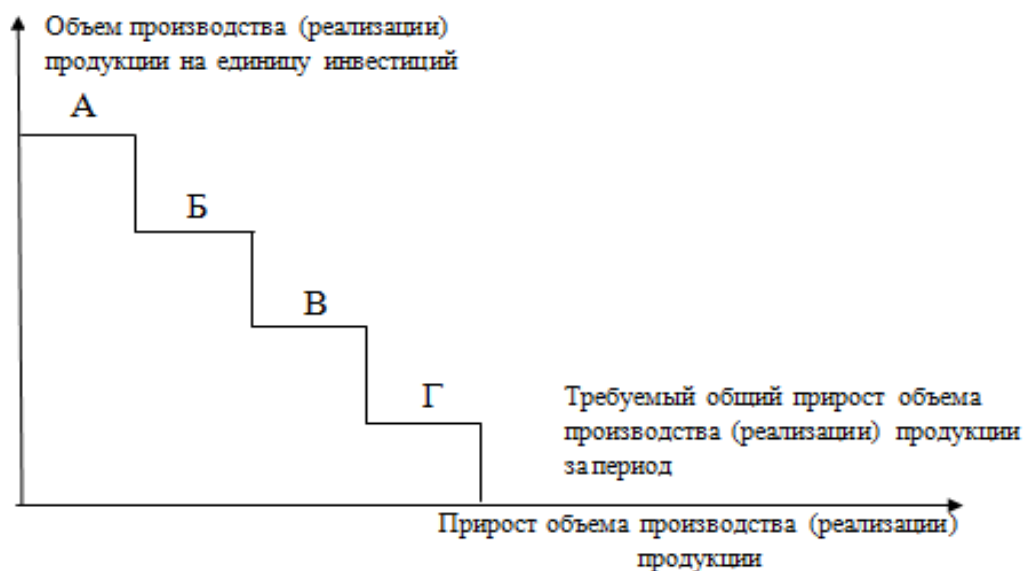 Объем производства (реализации)
продукции на единицу инвестиций
А
Б
В
Г
Требуемый общий прирост объема
производства (реализации) продукции
за период
Прирост объема производства (реализации)
продукции